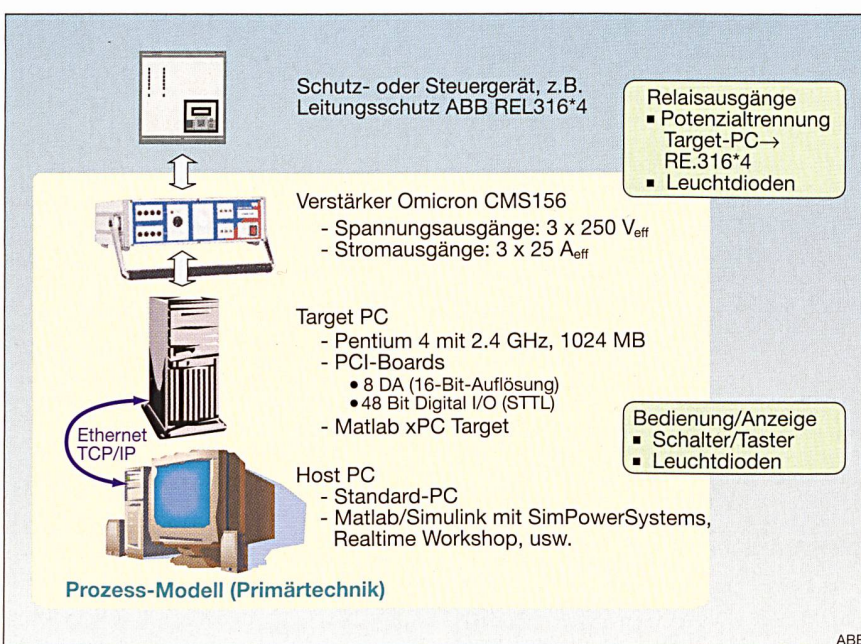 Schutz- oder Steuergerät, z.B.
Leitungsschutz ABB REL316*4
Relaisausgänge
▪ Potenzialtrennung
Target-PC→
RE.316*4
▪ Leuchtdioden
Verstärker Omicron CMS156
- Spannungsausgänge: 3 x 250 Veff
- Stromausgänge: 3 x 25 Aeff
Target PC
- Pentium 4 mit 2.4 GHz, 1024 MB
- PCI-Boards
• 8 DA (16-Bit-Auflösung)
• 48 Bit Digital I/O (STTL)
- Matlab xPC Target
Ethernet
TCP/IP
Bedienung/Anzeige
▪ Schalter/Taster
▪ Leuchtdioden
Host PC
- Standard-PC
- Matlab/Simulink mit SimPowerSystems,
Realtime Workshop, usw.
Prozess-Modell (Primärtechnik)
ABB